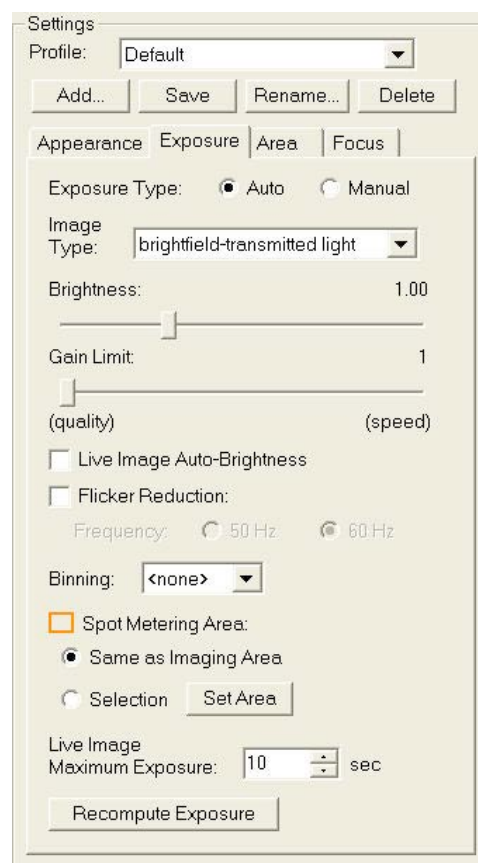 Settings
Profile: Default
Add... Save Rename... Delete
Appearance Exposure Area Focus
Exposure Type: Auto Manual
Image
Type: brightfield-transmitted light
Brightness: 1.00
Gain Limit: 1
(quality) (speed)
Live Image Auto-Brightness
Flicker Reduction:
Frequency: 50 Hz 60 Hz
Binning: <none>
Spot Metering Area:
Same as Imaging Area
Selection Set Area
Live Image
Maximum Exposure: 10 sec
Recompute Exposure